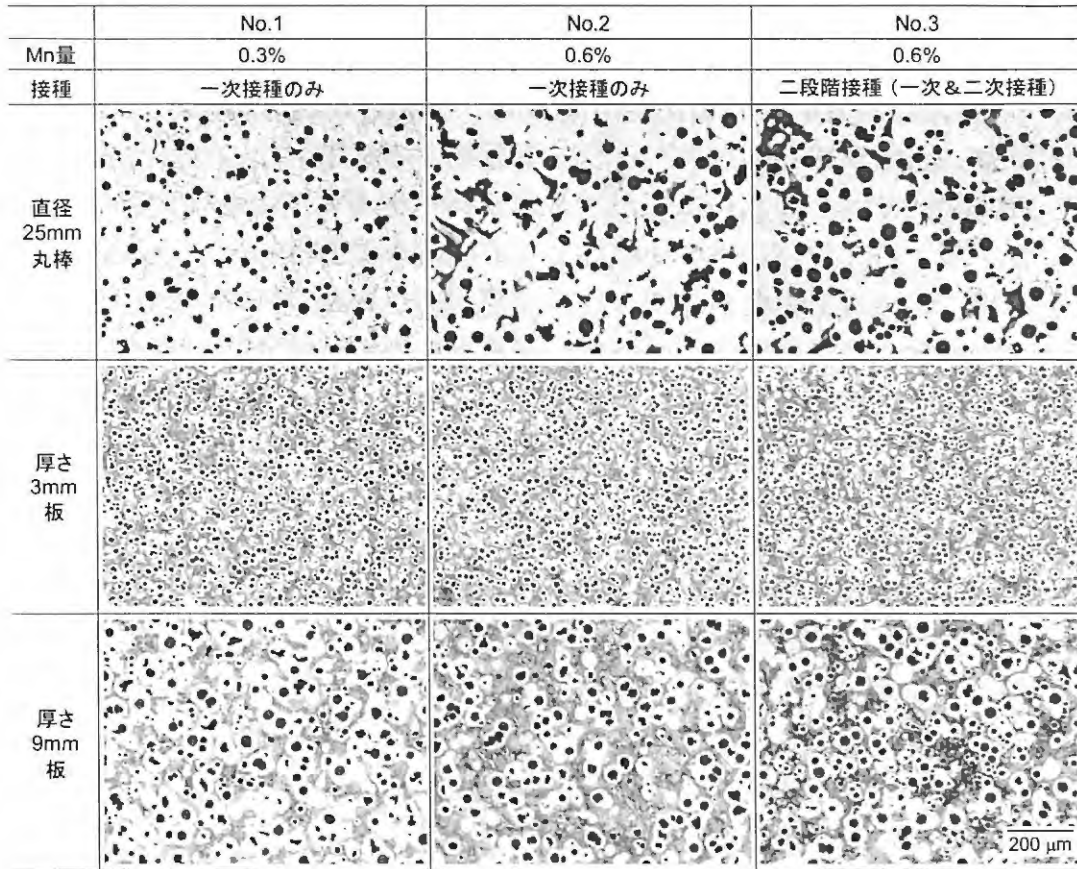 No.1 No.2 No.3
Mn量 0.3% 0.6% 0.6%
接種 一次接種のみ 一次接種のみ 二段階接種（一次＆二次接種）
直径
25mm
丸棒
厚さ
3mm
板
厚さ
9mm
板
200 μm